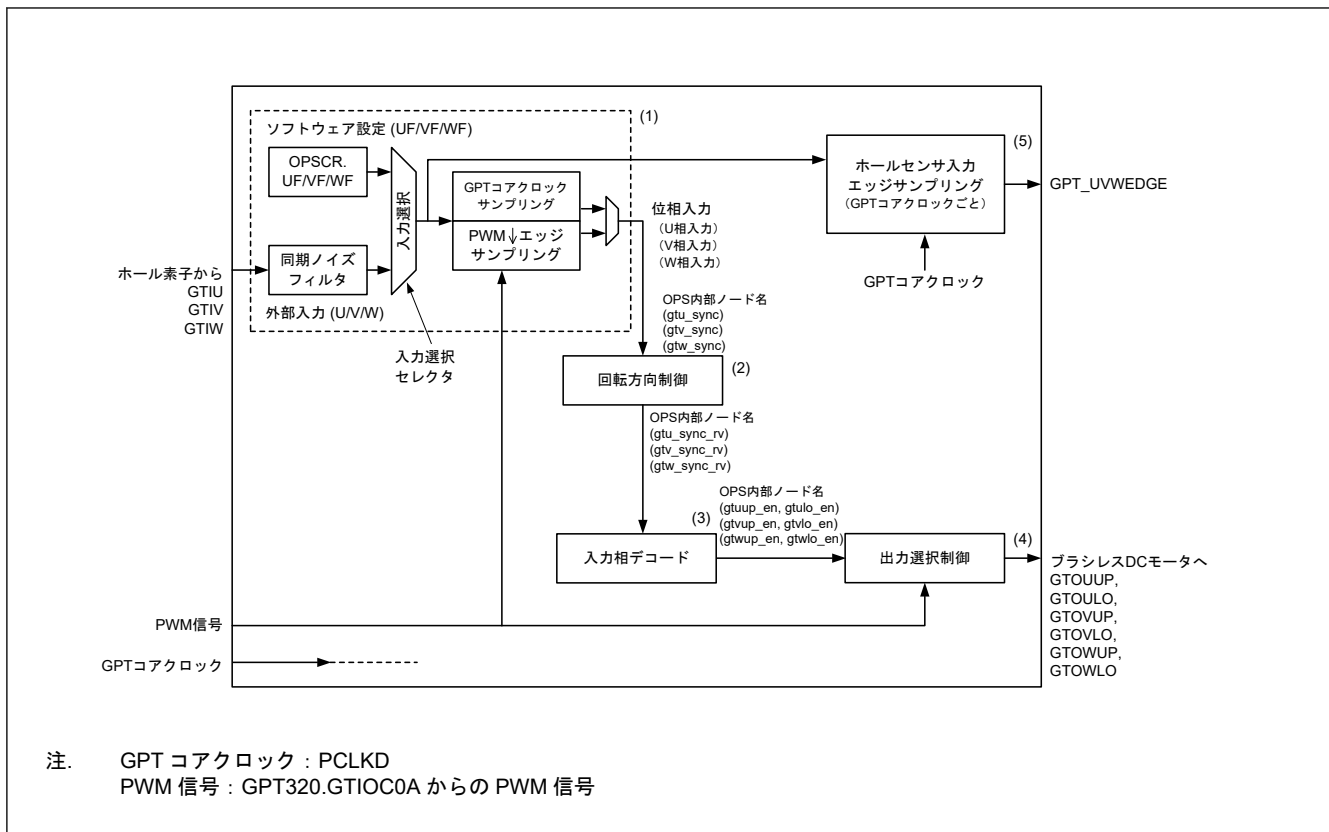 ソフトウェア設定 (UF/VF/WF)
(1)
OPSCR.
UF/VF/WF
入力選択
GPTコアクロック
サンプリング
PWM↓エッジ
サンプリング
同期ノイズ
フィルタ
外部入力 (U/V/W)
ホール素子から
GTIU
GTIV
GTIW
入力選択
セレクタ
位相入力
(U相入力)
(V相入力)
(W相入力)
(5)
ホールセンサ入力
エッジサンプリング
(GPTコアクロックごと)
GPT_UVWEDGE
GPTコアクロック
OPS内部ノード名
(gtu_sync)
(gtv_sync)
(gtw_sync)
(2)
回転方向制御
OPS内部ノード名
(gtu_sync_rv)
(gtv_sync_rv)
(gtw_sync_rv)
OPS内部ノード名
(gtuup_en, gtulo_en)
(gtvup_en, gtvlo_en)
(gtwup_en, gtwlo_en)
(3)
入力相デコード
(4)
出力選択制御
ブラシレスDCモータへ
GTOUUP,
GTOULO,
GTOVUP,
GTOVLO,
GTOWUP,
GTOWLO
PWM信号
GPTコアクロック
注. GPT コアクロック : PCLKD
PWM 信号 : GPT320.GTIOC0A からの PWM 信号